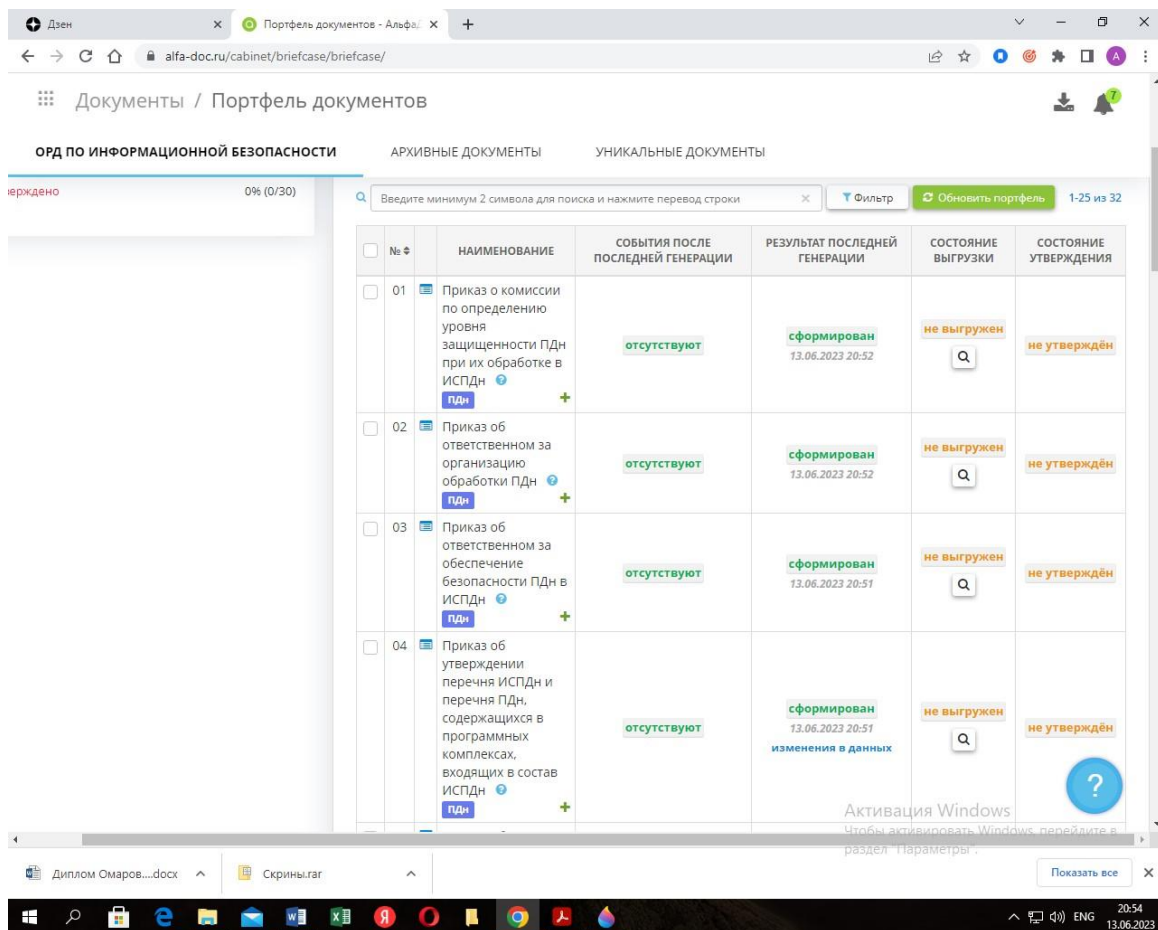 Дзен
Портфель документов - Альфа
alfa-doc.ru/cabinet/briefcase/briefcase/
A
Документы / Портфель документов
7
ОРД ПО ИНФОРМАЦИОННОЙ БЕЗОПАСНОСТИ АРХИВНЫЕ ДОКУМЕНТЫ УНИКАЛЬНЫЕ ДОКУМЕНТЫ
ерждено 0% (0/30)
Введите минимум 2 символа для поиска и нажмите перевод строки
Фильтр
Обновить портфель
1-25 из 32
№ НАИМЕНОВАНИЕ
СОБЫТИЯ ПОСЛЕ
ПОСЛЕДНЕЙ ГЕНЕРАЦИИ
РЕЗУЛЬТАТ ПОСЛЕДНЕЙ
ГЕНЕРАЦИИ
СОСТОЯНИЕ
ВЫГРУЗКИ
СОСТОЯНИЕ
УТВЕРЖДЕНИЯ
01
Приказ о комиссии
по определению
уровня
защищенности ПДн
при их обработке в
ИСПДн
ПДн
отсутствуют
сформирован
13.06.2023 20:52
не выгружен
не утверждён
02
Приказ об
ответственном за
организацию
обработки ПДн
ПДн
отсутствуют
сформирован
13.06.2023 20:52
не выгружен
не утверждён
03
Приказ об
ответственном за
обеспечение
безопасности ПДн в
ИСПДн
ПДн
отсутствуют
сформирован
13.06.2023 20:51
не выгружен
не утверждён
04
Приказ об
утверждении
перечня ИСПДн и
перечня ПДн,
содержащихся в
программных
комплексах,
входящих в состав
ИСПДн
ПДн
отсутствуют
сформирован
13.06.2023 20:51
изменения в данных
не выгружен
не утверждён
?
Активация Windows
Чтобы активировать Windows, перейдите в
раздел "Параметры".
Диплом Омаров....docx
Скрины.rar
Показать все
ENG
20:54
13.06.2023